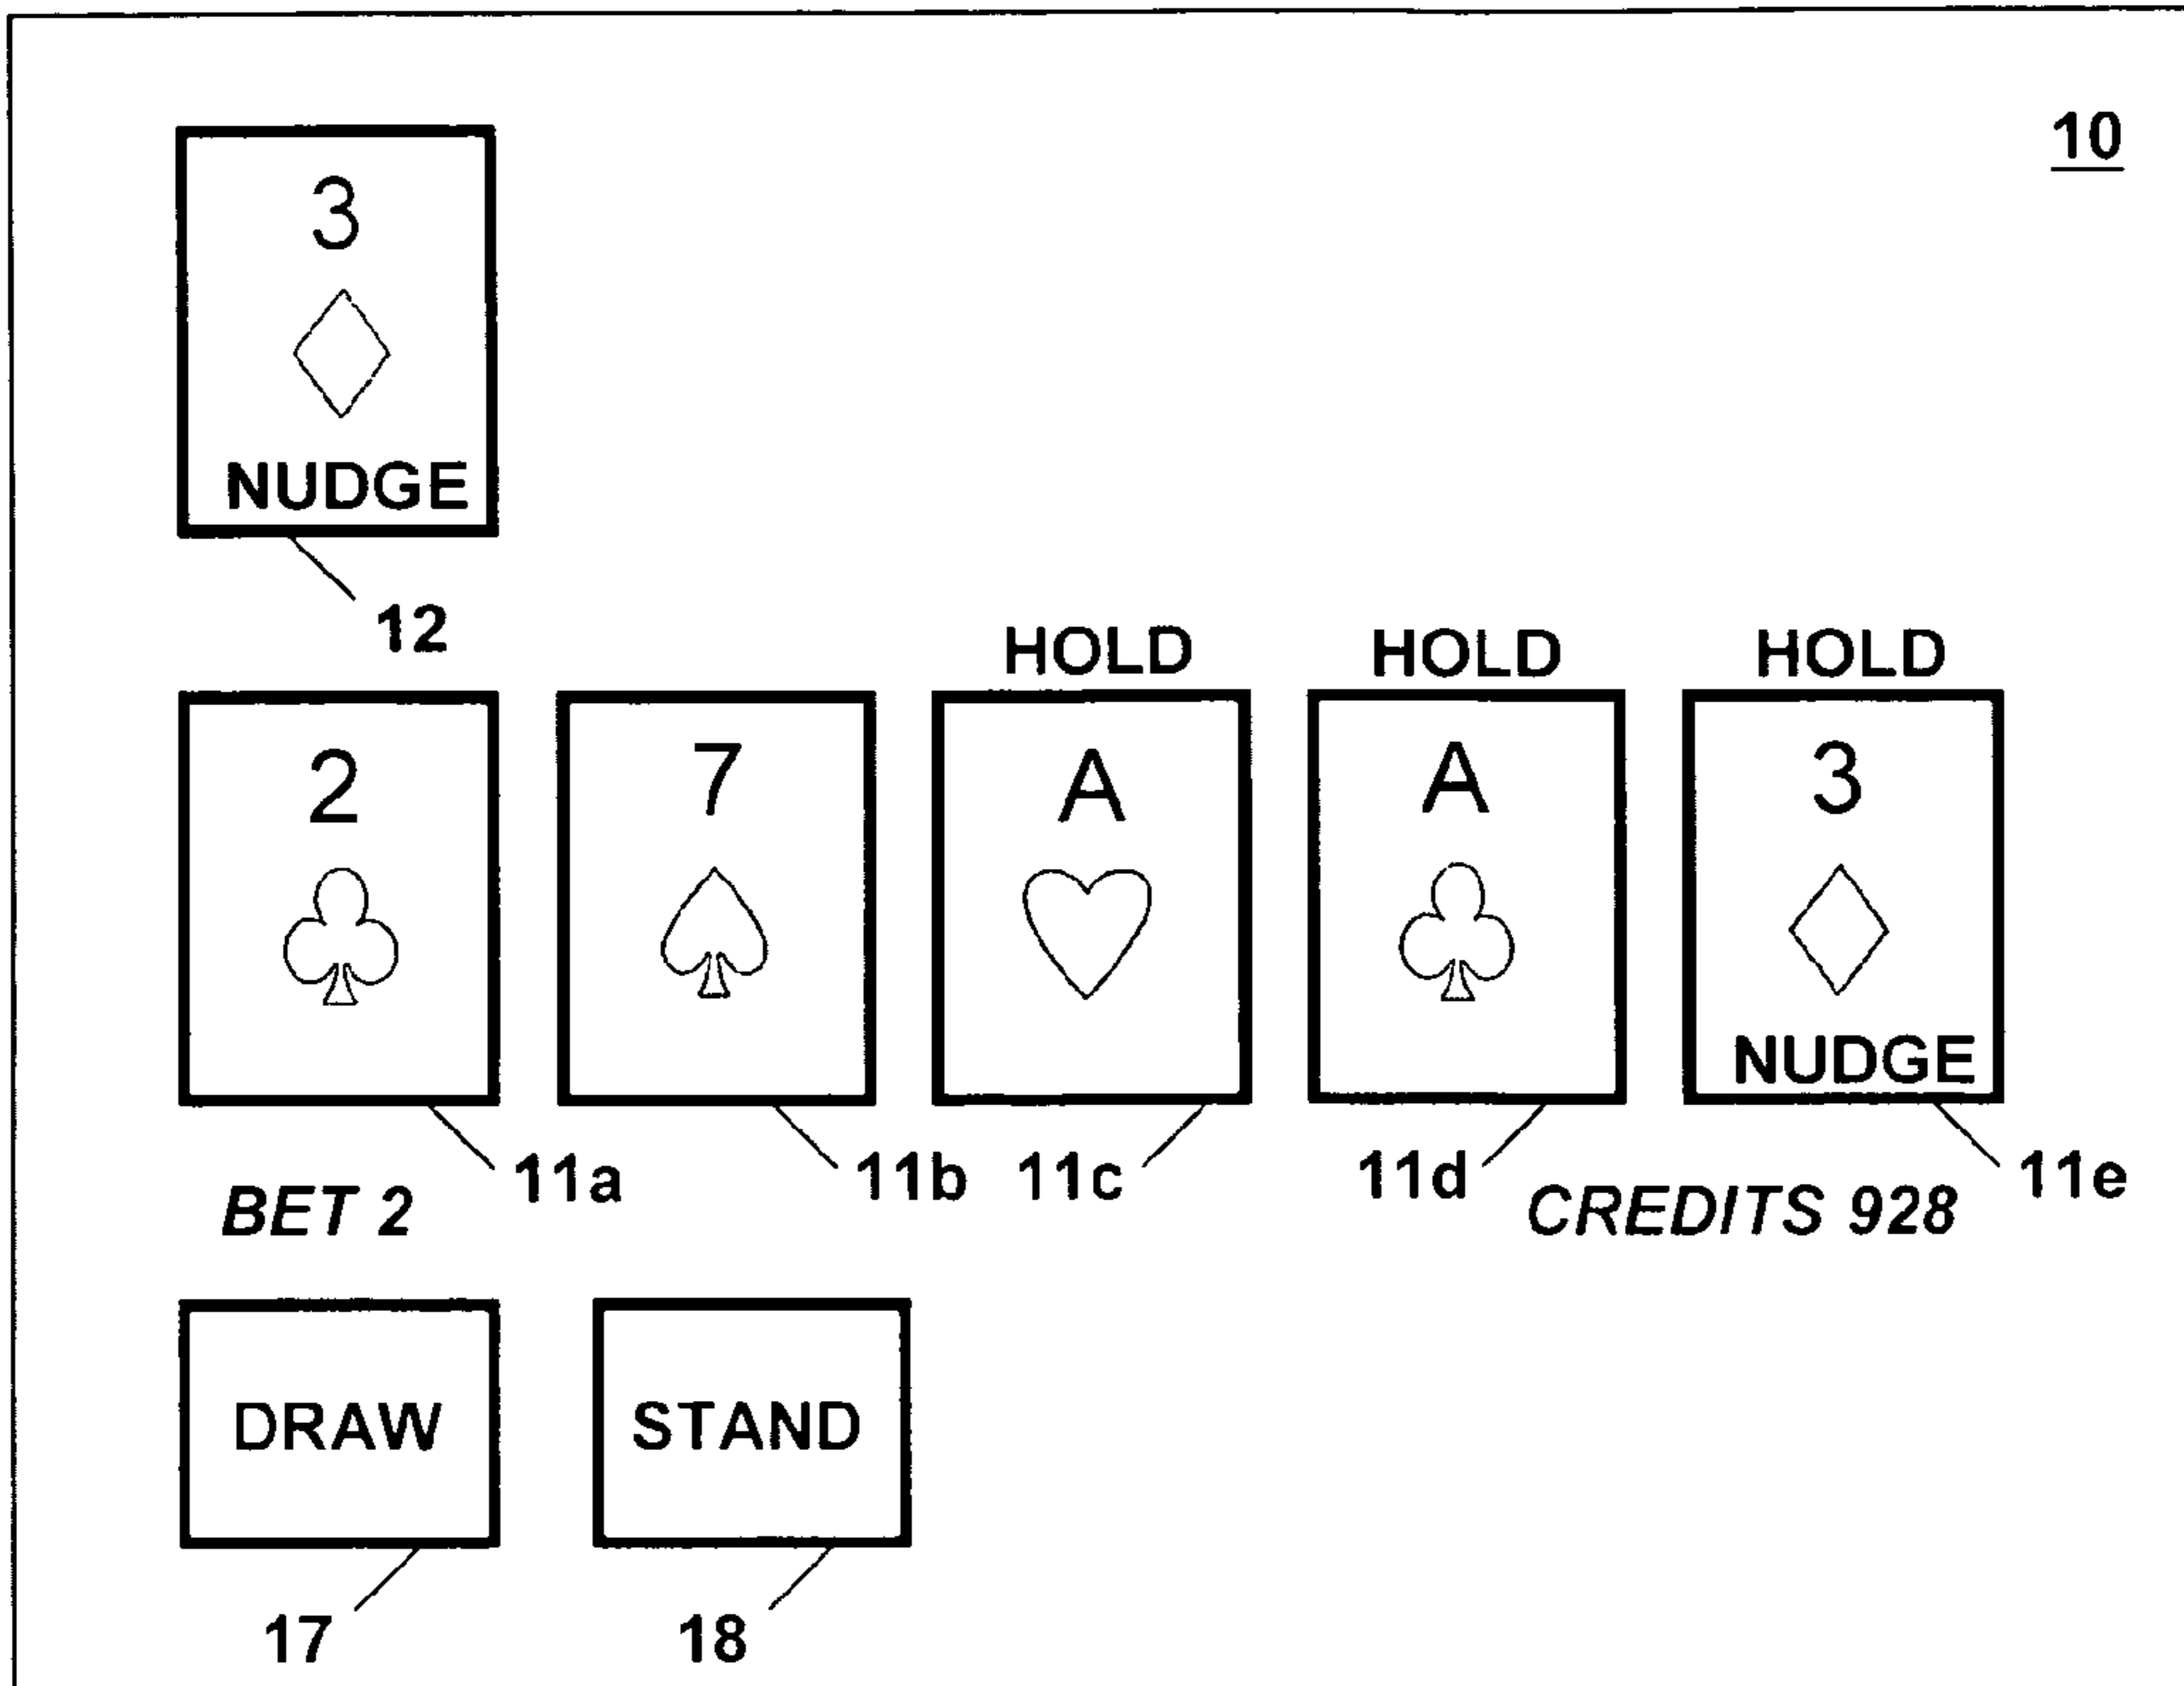 10
3
NUDGE
12
HOLD HOLD HOLD
2 7 A A 3
NUDGE
11a 11b 11c 11d 11e
BET 2 CREDITS 928
DRAW STAND
17 18